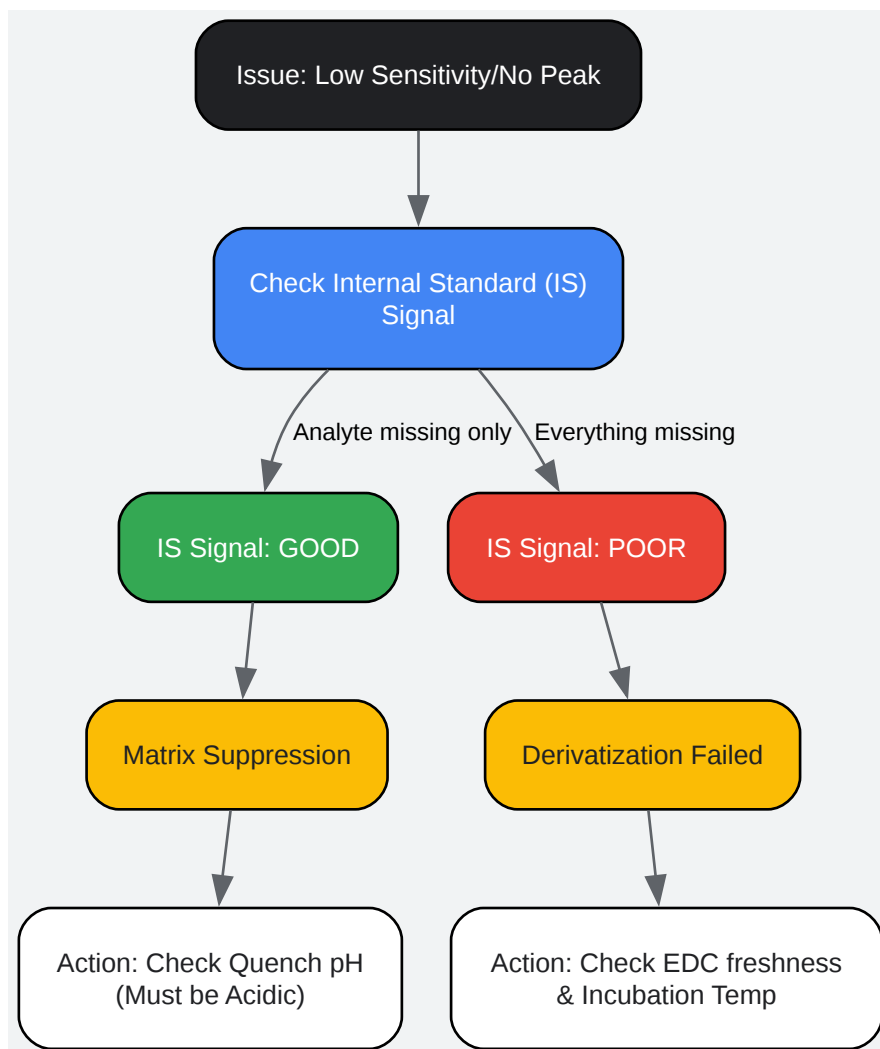 Issue: Low Sensitivity/No Peak
Check Internal Standard (IS)
Signal
Analyte missing only
Everything missing
IS Signal: GOOD
IS Signal: POOR
Matrix Suppression
Derivatization Failed
Action: Check Quench pH
(Must be Acidic)
Action: Check EDC freshness
& Incubation Temp